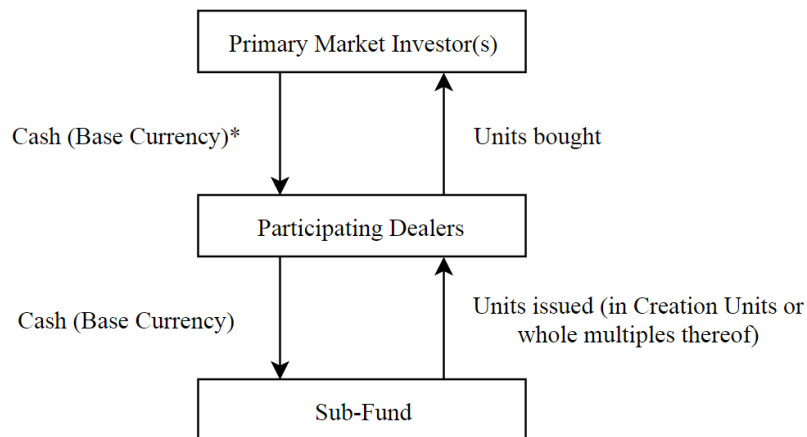 Primary Market Investor(s)
Cash (Base Currency)*
Units bought
Participating Dealers
Cash (Base Currency)
Units issued (in Creation Units or
whole multiples thereof)
Sub-Fund